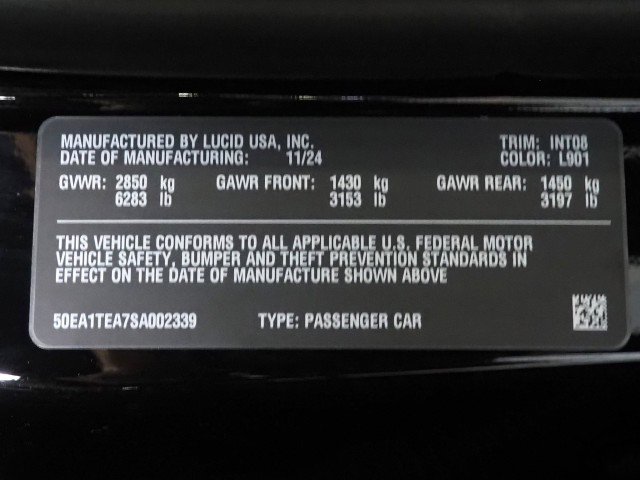 MANUFACTURED BY LUCID USA, INC. TRIM: INT08
DATE OF MANUFACTURING: 11/24 COLOR: L901
GVWR: 2850 kg GAWR FRONT: 1430 kg GAWR REAR: 1450 kg
6283 lb 3153 lb 3197 lb
THIS VEHICLE CONFORMS TO ALL APPLICABLE U.S. FEDERAL MOTOR
VEHICLE SAFETY, BUMPER AND THEFT PREVENTION STANDARDS IN
EFFECT ON THE DATE OF MANUFACTURE SHOWN ABOVE
50EA1TEA7SA002339 TYPE: PASSENGER CAR